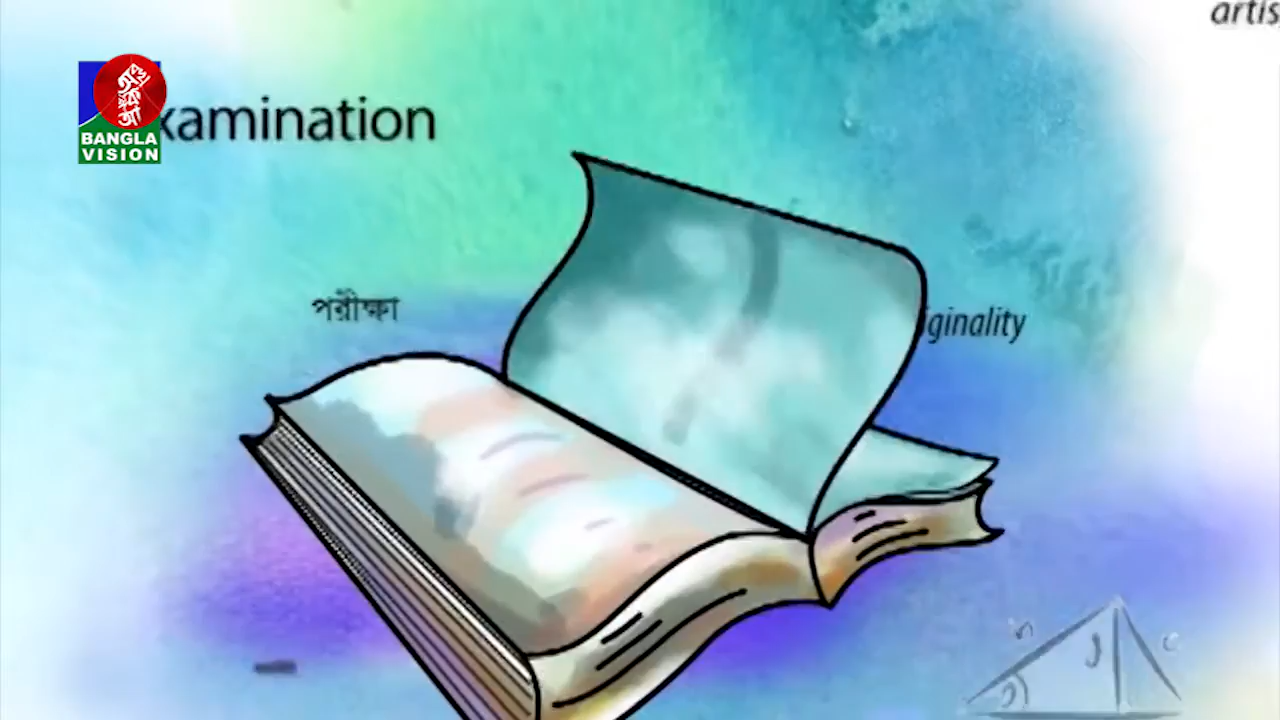 artis
xamination
BANGLA
VISION
পরীক্ষা
iginality